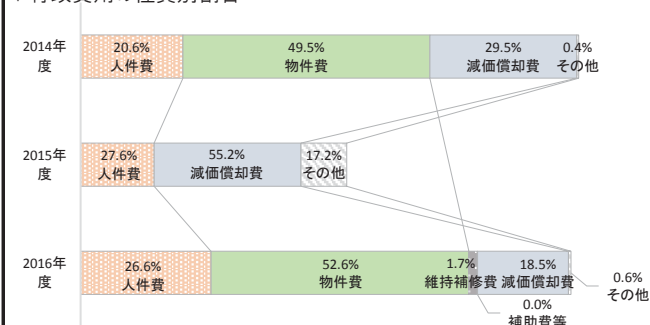 行政費用の性質別割合
2014年
度
20.6%
人件費
49.5%
物件費
29.5%
減価償却費
0.4%
その他
2015年
度
27.6%
人件費
55.2%
減価償却費
17.2%
その他
2016年
度
26.6%
人件費
52.6%
物件費
1.7%
維持補修費
18.5%
減価償却費
0.6%
その他
0.0%
補助費等